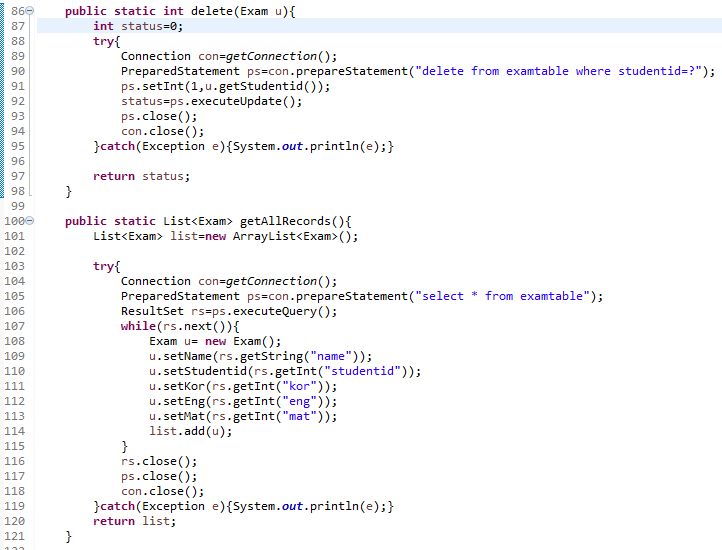 86 public static int delete(Exam u){
87 int status=0;
88 try{
89 Connection con=getConnection();
90 PreparedStatement ps=con.prepareStatement("delete from examtable where studentid=?");
91 ps.setInt(1,u.getStudentid());
92 status=ps.executeUpdate();
93 ps.close();
94 con.close();
95 }catch(Exception e){System.out.println(e);}
96
97 return status;
98 }
99
100 public static List<Exam> getAllRecords(){
101 List<Exam> list=new ArrayList<Exam>();
102
103 try{
104 Connection con=getConnection();
105 PreparedStatement ps=con.prepareStatement("select * from examtable");
106 ResultSet rs=ps.executeQuery();
107 while(rs.next()){
108 Exam u= new Exam();
109 u.setName(rs.getString("name"));
110 u.setStudentid(rs.getInt("studentid"));
111 u.setKor(rs.getInt("kor"));
112 u.setEng(rs.getInt("eng"));
113 u.setMat(rs.getInt("mat"));
114 list.add(u);
115 }
116 rs.close();
117 ps.close();
118 con.close();
119 }catch(Exception e){System.out.println(e);}
120 return list;
121 }